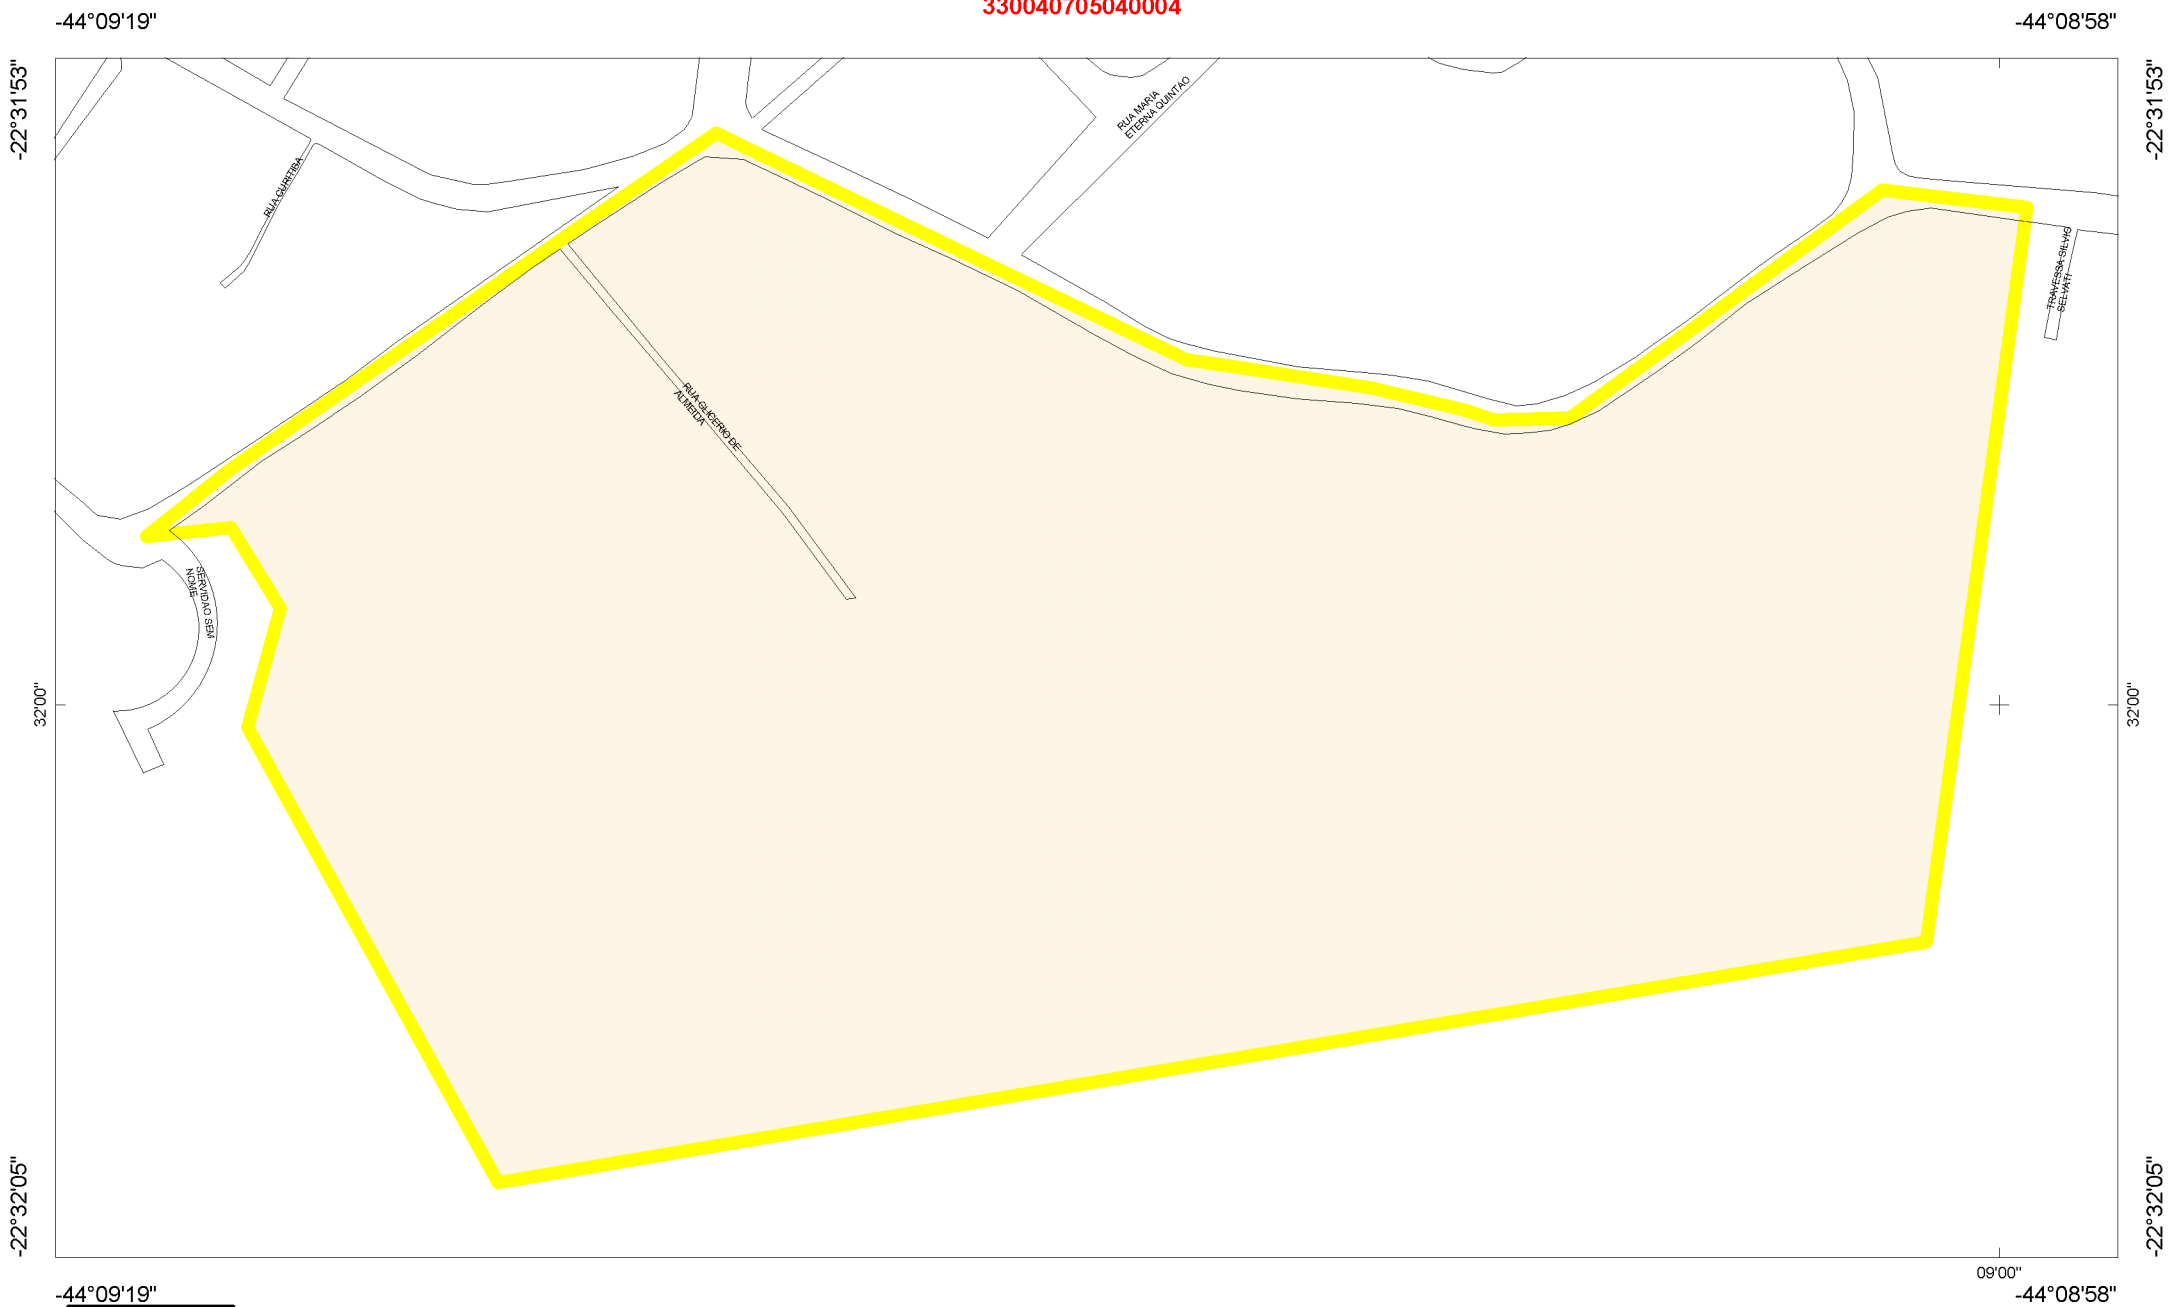 330040705040004
-44°09'19"
-44°08'58"
-22°31'53"
-22°31'53"
RUA MARIA
ETERNA QUINTAO
RUA CURITIBA
TRAVESSA SILVIO
SELVATI
RUA GLICERIO DE
ALMEIDA
SERVIDAO SEM
NOME
32'00"
32'00"
-22°32'05"
-22°32'05"
09'00"
-44°09'19"
-44°08'58"